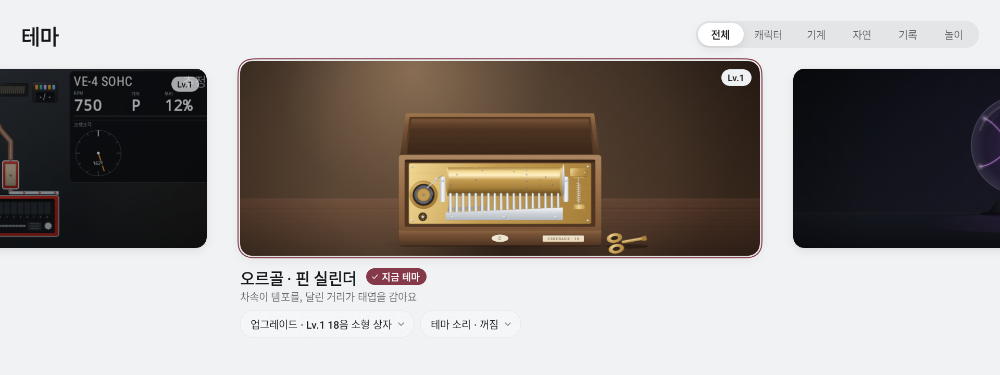 테마
전체 캐릭터 기계 자연 기록 놀이
VE-4 SOHC
Lv.1
RPM
750 P 12%
Lv.1
오르골 · 핀 실린더 지금 테마
차속이 템포를, 달린 거리가 태엽을 감아요
업그레이드 · Lv.1 18음 소형 상자
테마 소리 · 꺼짐